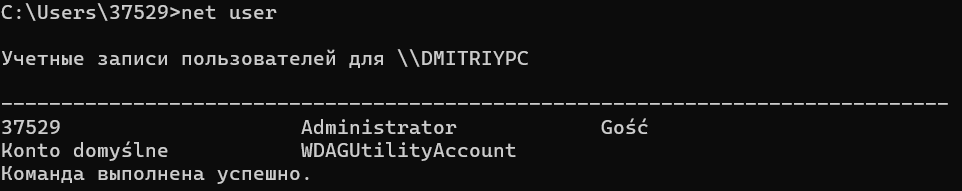 C:\Users\37529>net user
Учетные записи пользователей для \\DMITRIYPC
-------------------------------------------------------------------------------
37529                    Administrator            Gość
Konto domyślne           WDAGUtilityAccount
Команда выполнена успешно.